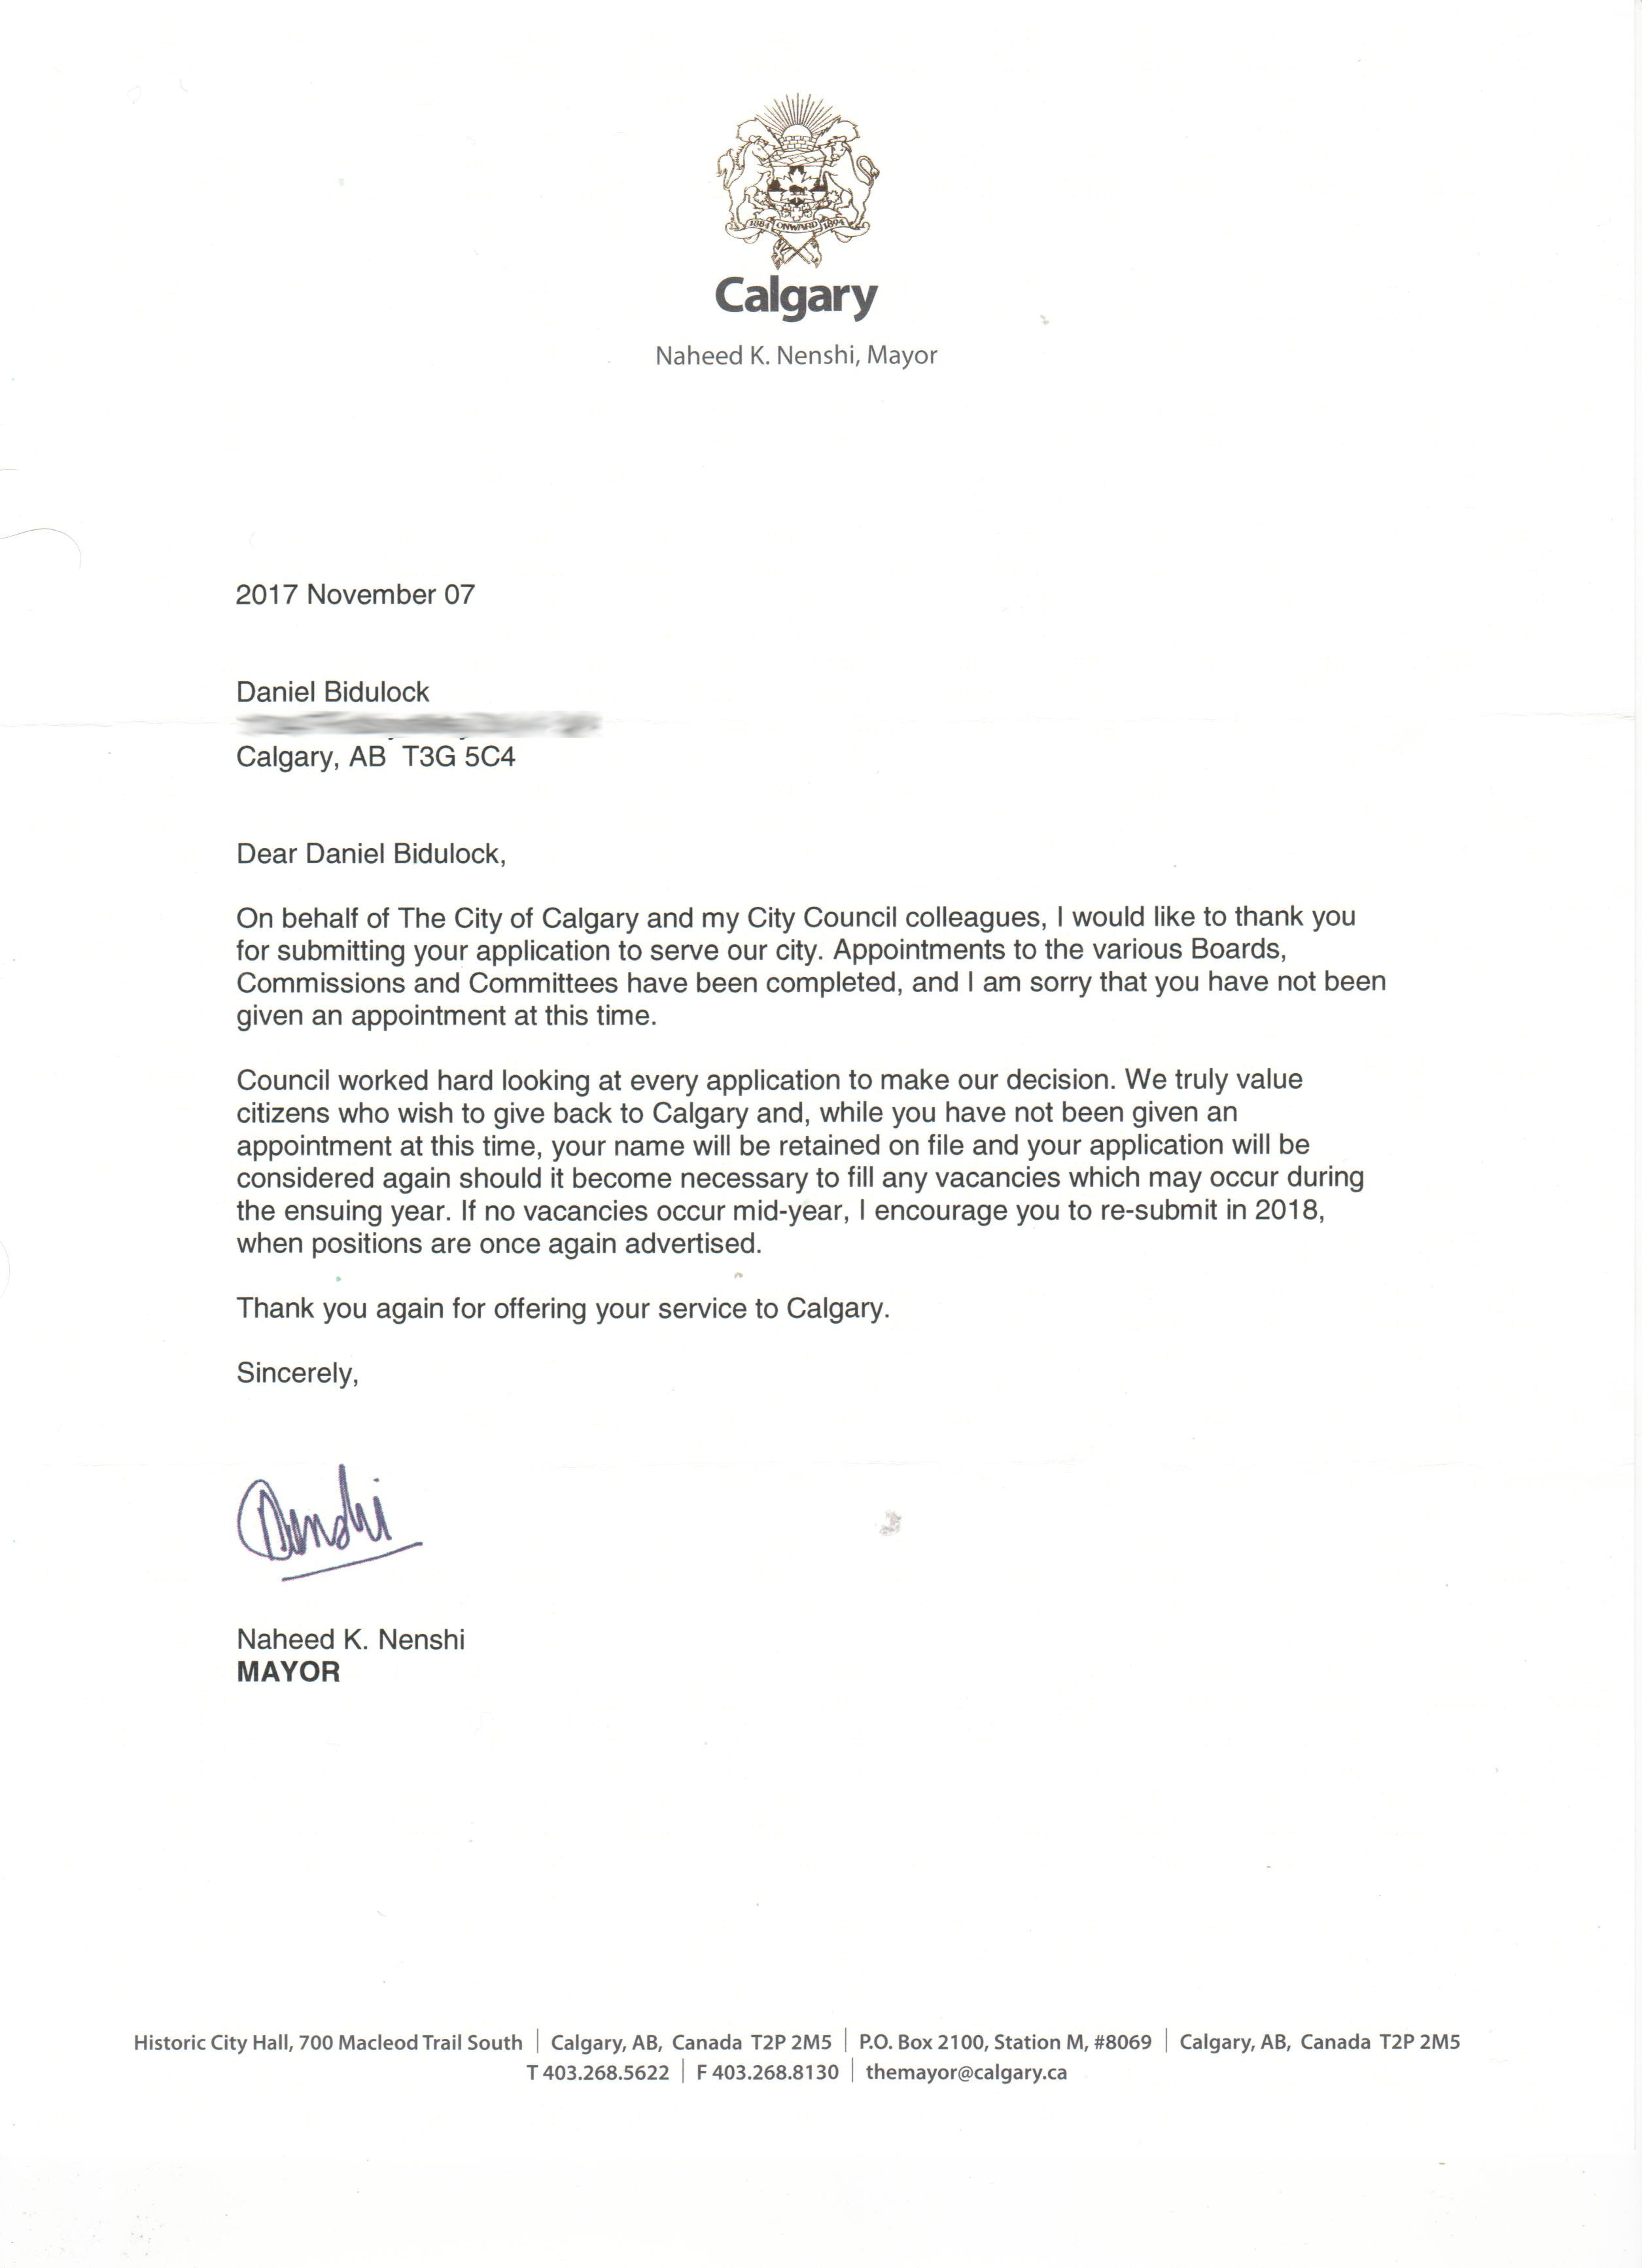 1884 ONWARD 1894
Calgary
Naheed K. Nenshi, Mayor
2017 November 07
Daniel Bidulock
Calgary, AB T3G 5C4
Dear Daniel Bidulock,
On behalf of The City of Calgary and my City Council colleagues, I would like to thank you
for submitting your application to serve our city. Appointments to the various Boards,
Commissions and Committees have been completed, and I am sorry that you have not been
given an appointment at this time.
Council worked hard looking at every application to make our decision. We truly value
citizens who wish to give back to Calgary and, while you have not been given an
appointment at this time, your name will be retained on file and your application will be
considered again should it become necessary to fill any vacancies which may occur during
the ensuing year. If no vacancies occur mid-year, I encourage you to re-submit in 2018,
when positions are once again advertised.
Thank you again for offering your service to Calgary.
Sincerely,
Nenshi
Naheed K. Nenshi
MAYOR
Historic City Hall, 700 Macleod Trail South | Calgary, AB, Canada T2P 2M5 | P.O. Box 2100, Station M, #8069 | Calgary, AB, Canada T2P 2M5
T 403.268.5622 | F 403.268.8130 | themayor@calgary.ca